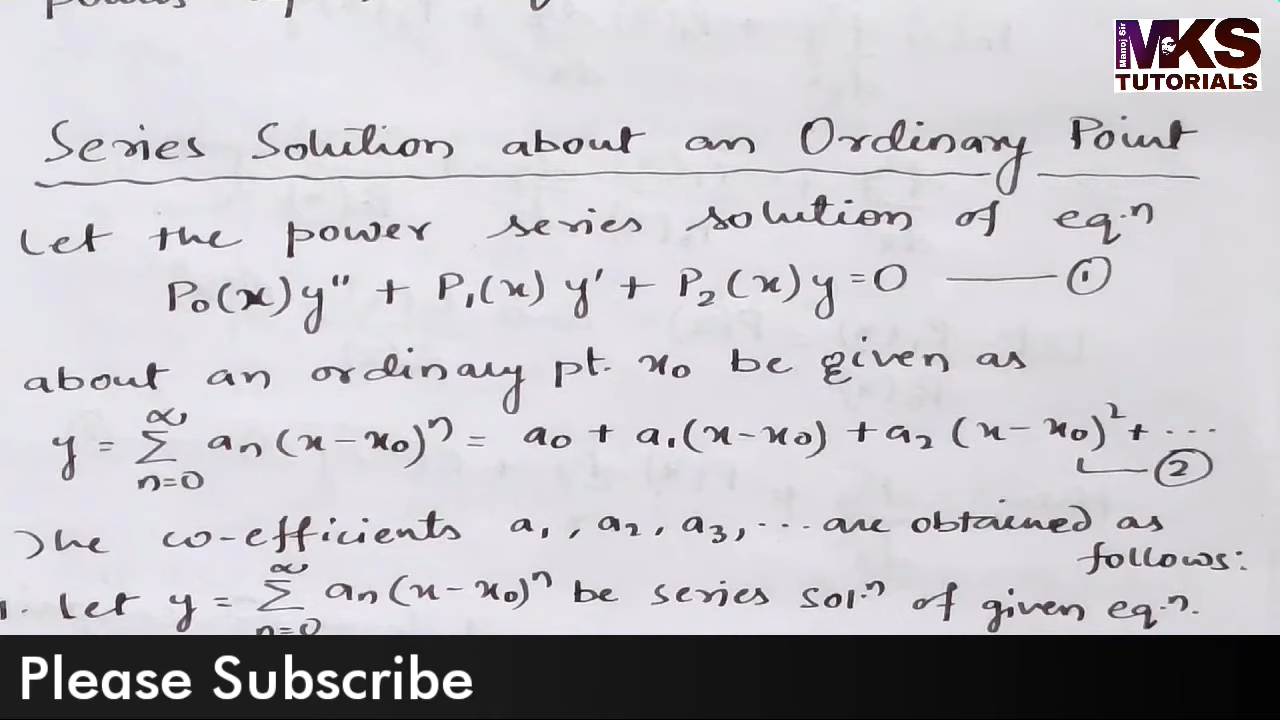 Manoj Sir
MKS
TUTORIALS
Series Solution about an Ordinary Point
Let the power series solution of eq.n
P₀(x)y" + P₁(x) y' + P₂(x)y = 0 —— ①
about an ordinary pt. x₀ be given as
y = ∑_{n=0}^{∞} aₙ(x-x₀)ⁿ = a₀ + a₁(x-x₀) + a₂(x-x₀)² + ...
②
The co-efficients a₁, a₂, a₃, ... are obtained as
follows:
1. Let y = ∑_{n=0}^{∞} aₙ(x-x₀)ⁿ be series sol.ⁿ of given eq.ⁿ.
Please Subscribe